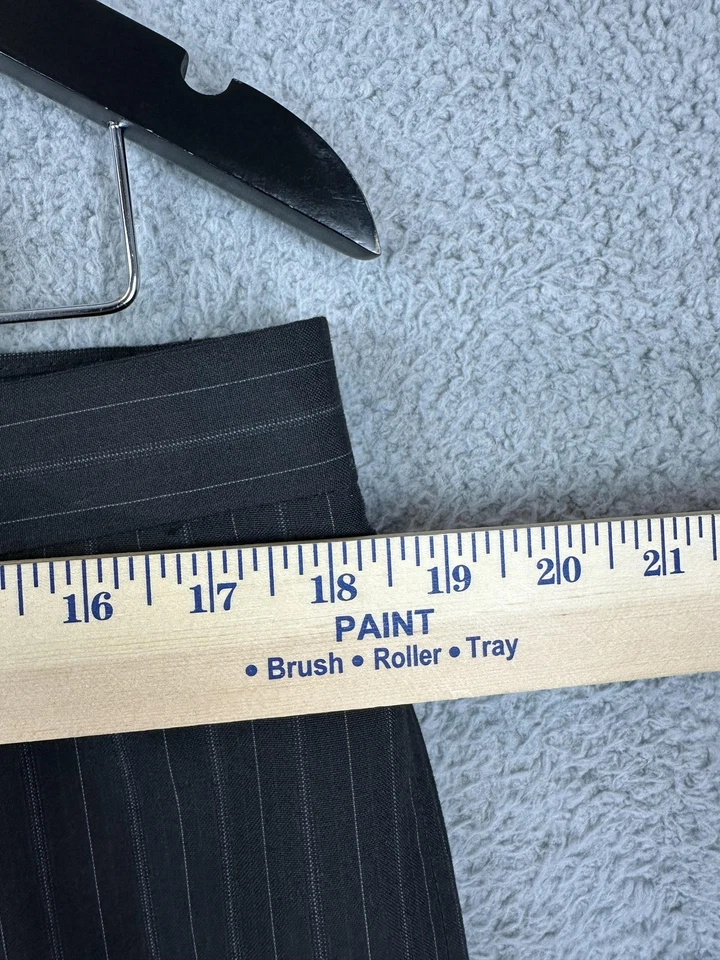 16 17 18 19 20 21
PAINT
• Brush • Roller • Tray